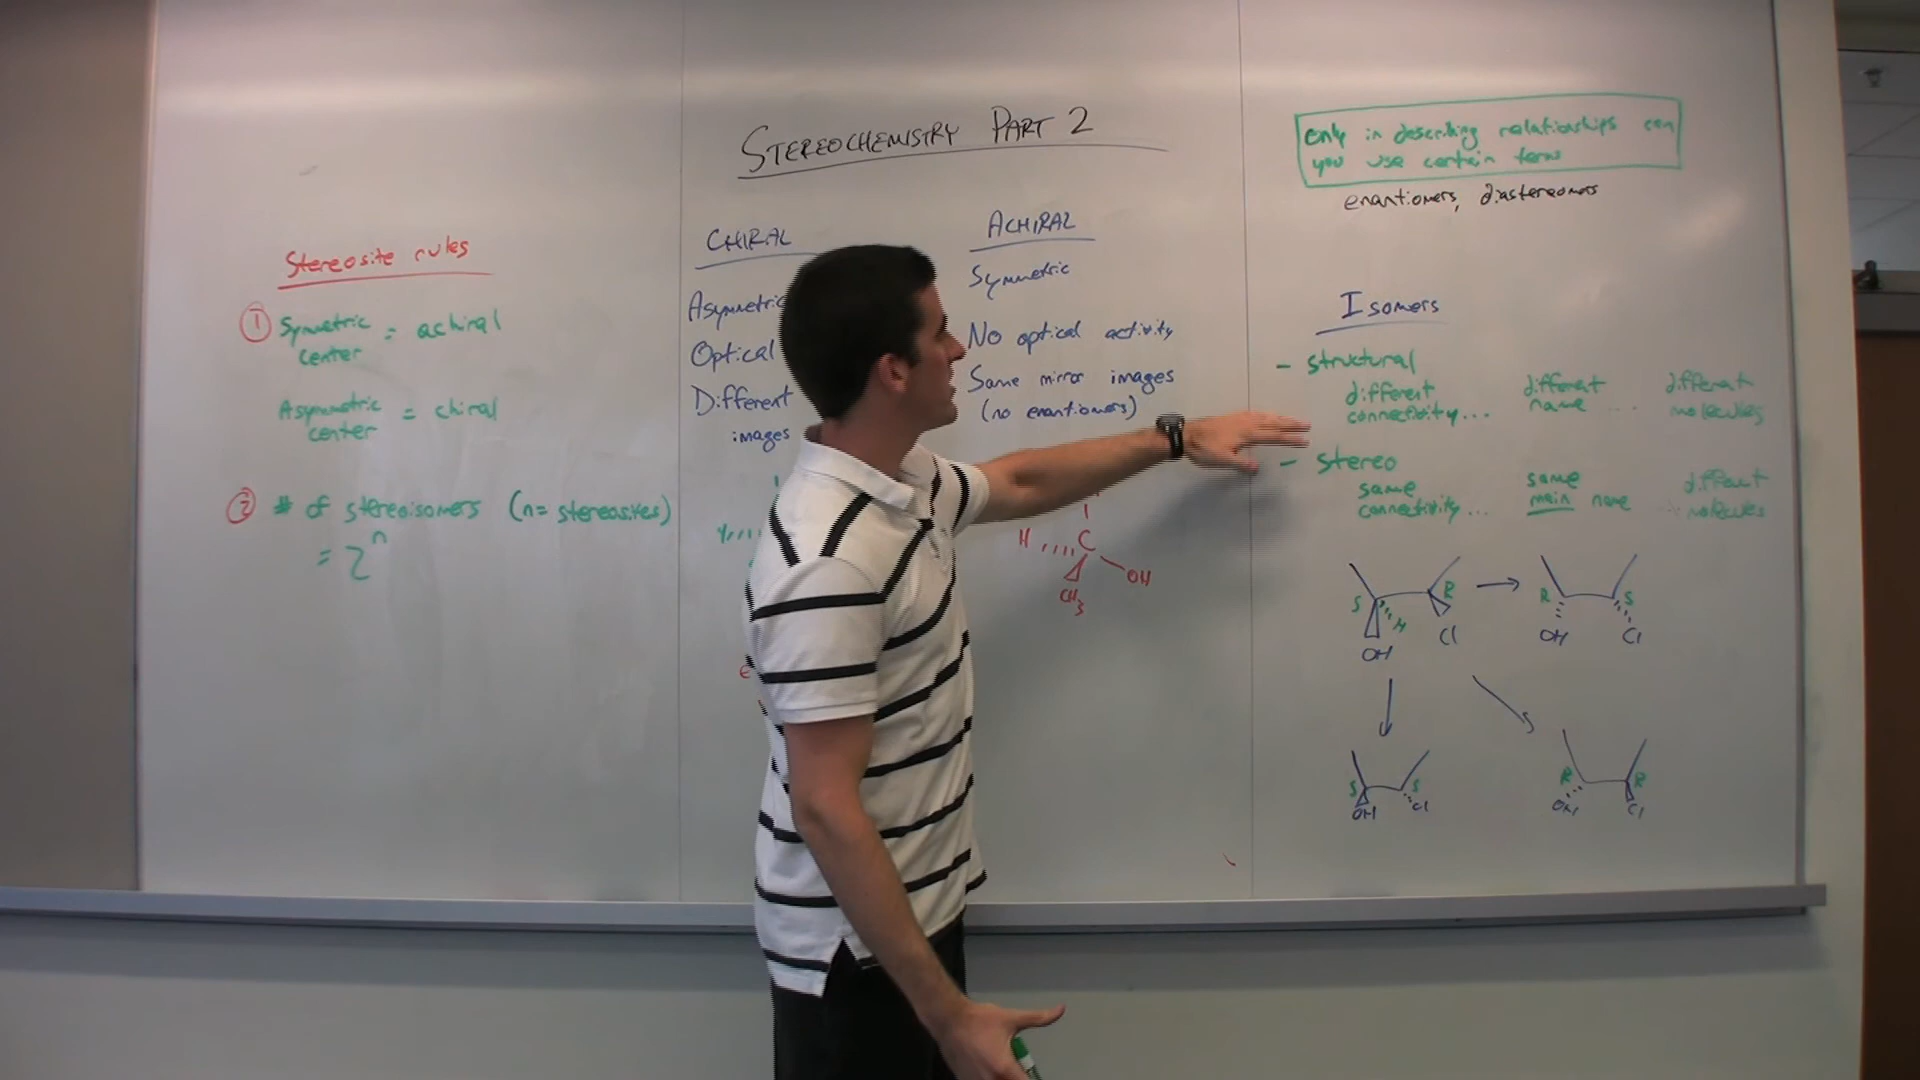 STEREOCHEMISTRY PART 2
Stereosite rules
① Symmetric center = achiral
Asymmetric center = chiral
② # of stereoisomers (n= stereosites)
= 2^n
CHIRAL
Asymmetric
Optical
Different
images
ACHIRAL
Symmetric
No optical activity
Same mirror images
(no enantiomers)
H C OH
CH3
Only in describing relationships can
you use certain terms
enantiomers, diastereomers
Isomers
- structural
different connectivity... different name ... different molecules
- stereo
same connectivity... same main name ... different molecules
S H R
OH Cl
R S
OH Cl
S S
OH Cl
R R
OH Cl